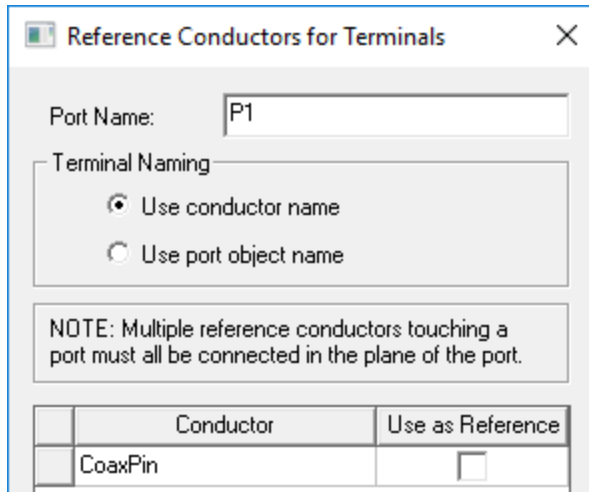 Reference Conductors for Terminals
Port Name: P1
Terminal Naming
Use conductor name
Use port object name
NOTE: Multiple reference conductors touching a
port must all be connected in the plane of the port.
Conductor Use as Reference
CoaxPin